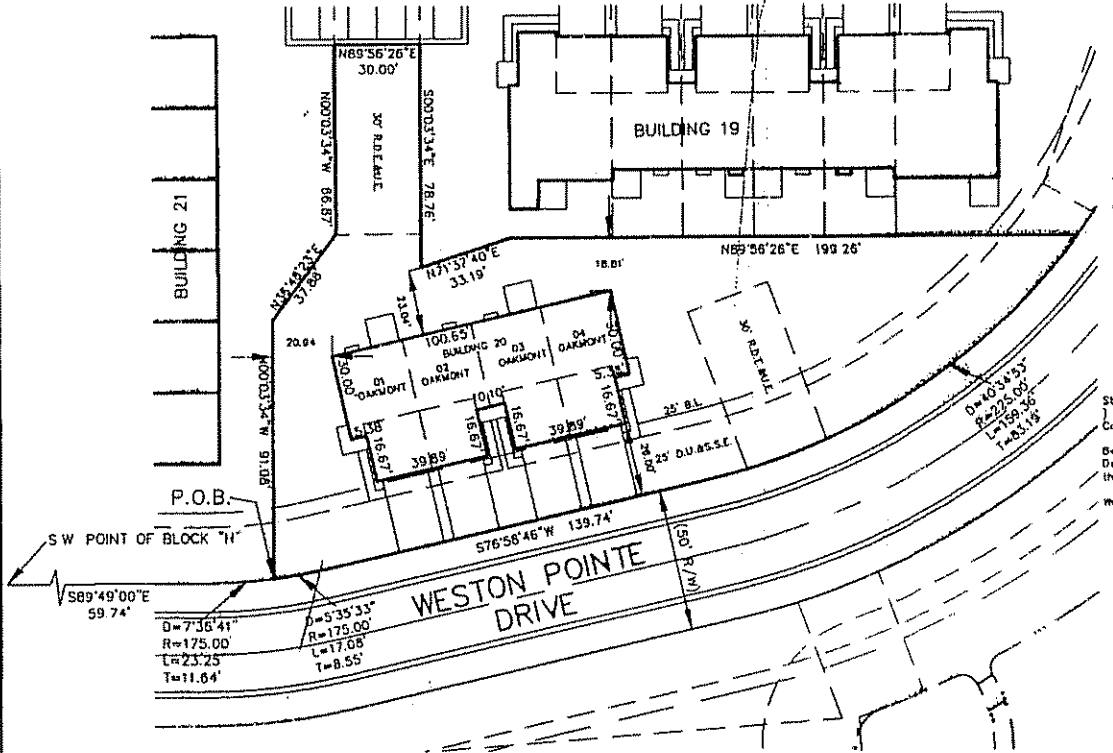 N89°56'26"E
30.00'
N00°03'34"W 86.87'
30' R.D.E.&U.E.
S00°03'34"E 78.76'
BUILDING 19
BUILDING 21
N35°48'23"E
37.88'
N71°37'40"E
33.19'
N89°56'26"E 199.26'
18.81'
23.04'
20.94
100.65'
BUILDING 20
30.00'
01
OAKMONT
02
OAKMONT
03
OAKMONT
04
OAKMONT
30.00'
30' R.D.E.&U.E.
N00°03'34"W 91.08'
5.38'
16.67'
39.89'
16.67'
0.10'
16.67'
39.89'
16.67'
5.38'
25' B.L.
25' D.U.&S.S.E.
26.00'
D=40°34'53"
R=225.00'
L=159.36'
T=83.19'
P.O.B.
S W POINT OF BLOCK "H"
S89°49'00"E
59.74'
S76°58'46"W 139.74'
WESTON POINTE
DRIVE
(50' R/W)
D=7°36'41"
R=175.00'
L=23.25'
T=11.64'
D=5°35'33"
R=175.00'
L=17.08'
T=8.55'